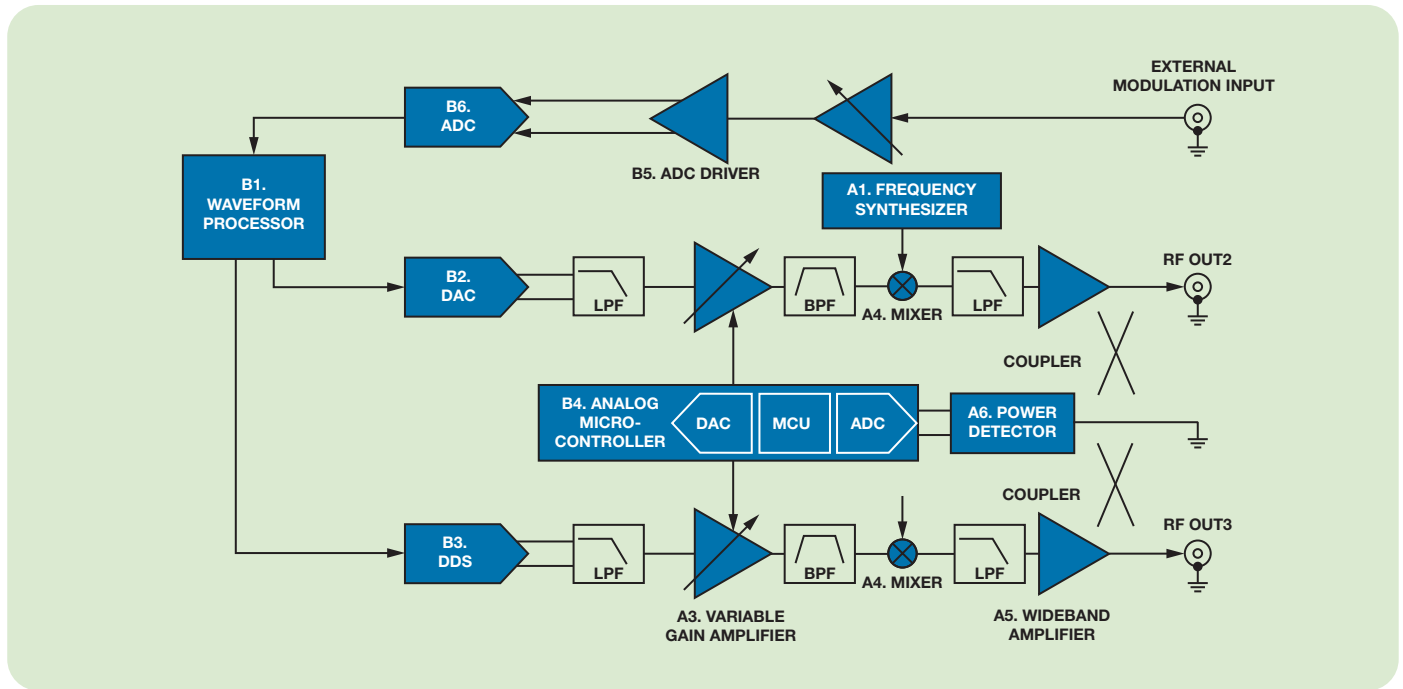 EXTERNAL
MODULATION INPUT
B6.
ADC
B5. ADC DRIVER
B1.
WAVEFORM
PROCESSOR
A1. FREQUENCY
SYNTHESIZER
B2.
DAC
LPF
BPF
A4. MIXER
LPF
RF OUT2
COUPLER
B4. ANALOG
MICRO-
CONTROLLER
DAC
MCU
ADC
A6. POWER
DETECTOR
COUPLER
B3.
DDS
LPF
BPF
A4. MIXER
LPF
RF OUT3
A3. VARIABLE
GAIN AMPLIFIER
A5. WIDEBAND
AMPLIFIER